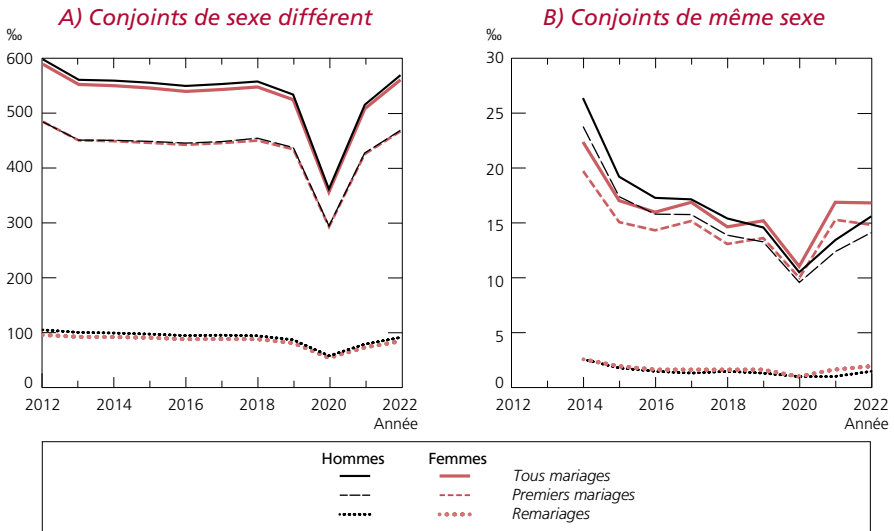 A) Conjoints de sexe différent
‰
600
500
400
300
200
100
0
2012 2014 2016 2018 2020 2022
Année
B) Conjoints de même sexe
‰
30
25
20
15
10
5
0
2012 2014 2016 2018 2020 2022
Année
Hommes Femmes
Tous mariages
Premiers mariages
Remariages